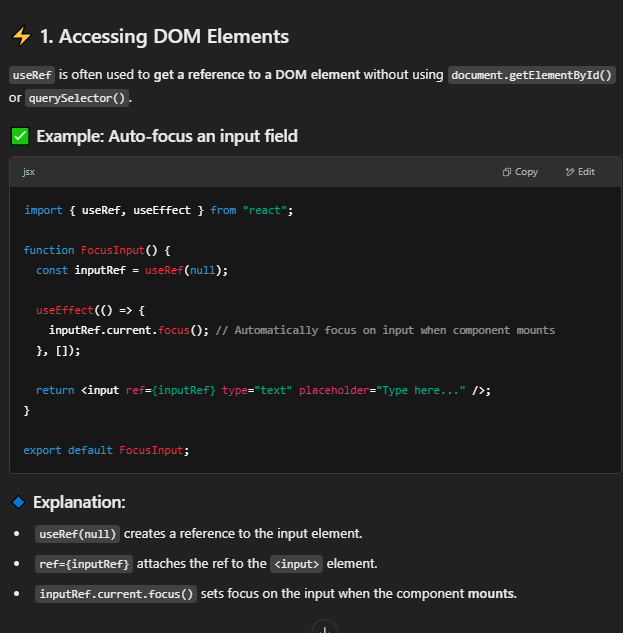 ⚡ 1. Accessing DOM Elements
useRef is often used to get a reference to a DOM element without using document.getElementById()
or querySelector().
✅ Example: Auto-focus an input field
jsx Copy Edit
import { useRef, useEffect } from "react";
function FocusInput() {
  const inputRef = useRef(null);
  useEffect(() => {
    inputRef.current.focus(); // Automatically focus on input when component mounts
  }, []);
  return <input ref={inputRef} type="text" placeholder="Type here..." />;
}
export default FocusInput;
🔹 Explanation:
• useRef(null) creates a reference to the input element.
• ref={inputRef} attaches the ref to the <input> element.
• inputRef.current.focus() sets focus on the input when the component mounts.